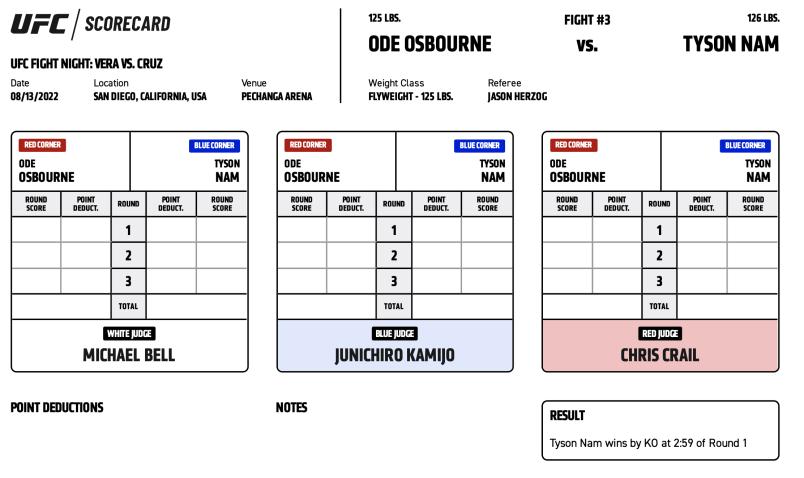 UFC / SCORECARD
UFC FIGHT NIGHT: VERA VS. CRUZ
Date Location Venue
08/13/2022 SAN DIEGO, CALIFORNIA, USA PECHANGA ARENA
125 LBS. FIGHT #3 126 LBS.
ODE OSBOURNE VS. TYSON NAM
Weight Class Referee
FLYWEIGHT - 125 LBS. JASON HERZOG
RED CORNER BLUE CORNER
ODE TYSON
OSBOURNE NAM
ROUND POINT ROUND POINT ROUND
SCORE DEDUCT. DEDUCT. SCORE
1
2
3
TOTAL
WHITE JUDGE
MICHAEL BELL
RED CORNER BLUE CORNER
ODE TYSON
OSBOURNE NAM
ROUND POINT ROUND POINT ROUND
SCORE DEDUCT. DEDUCT. SCORE
1
2
3
TOTAL
BLUE JUDGE
JUNICHIRO KAMIJO
RED CORNER BLUE CORNER
ODE TYSON
OSBOURNE NAM
ROUND POINT ROUND POINT ROUND
SCORE DEDUCT. DEDUCT. SCORE
1
2
3
TOTAL
RED JUDGE
CHRIS CRAIL
POINT DEDUCTIONS
NOTES
RESULT
Tyson Nam wins by KO at 2:59 of Round 1